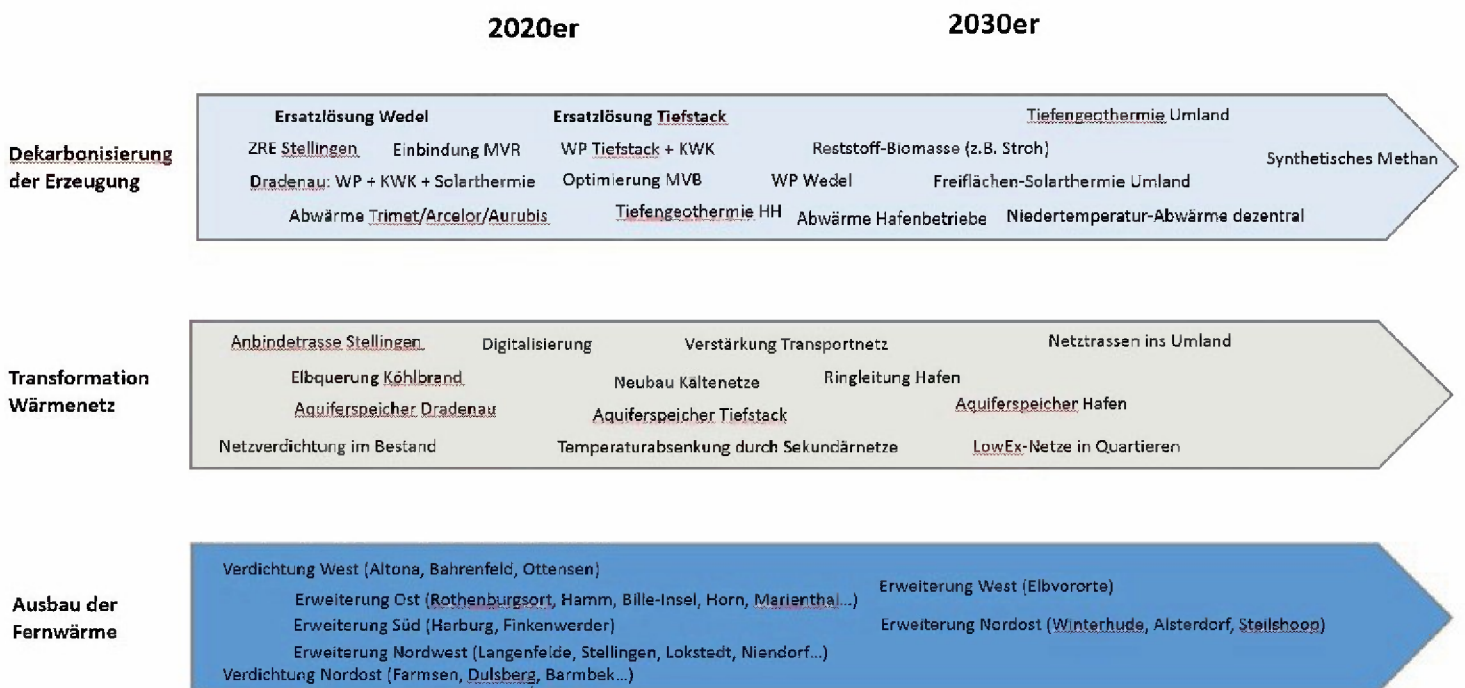 2020er 2030er
Dekarbonisierung
der Erzeugung
Ersatzlösung Wedel Ersatzlösung Tiefstack Tiefengeothermie Umland
ZRE Stellingen Einbindung MVR WP Tiefstack + KWK Reststoff-Biomasse (z.B. Stroh)
Synthetisches Methan
Dradenau: WP + KWK + Solarthermie Optimierung MVB WP Wedel Freiflächen-Solarthermie Umland
Abwärme Trimet/Arcelor/Aurubis Tiefengeothermie HH Abwärme Hafenbetriebe Niedertemperatur-Abwärme dezentral
Transformation
Wärmenetz
Anbindetrasse Stellingen Digitalisierung Verstärkung Transportnetz Netztrassen ins Umland
Elbquerung Köhlbrand Neubau Kältenetze Ringleitung Hafen
Aquiferspeicher Dradenau Aquiferspeicher Tiefstack Aquiferspeicher Hafen
Netzverdichtung im Bestand Temperaturabsenkung durch Sekundärnetze LowEx-Netze in Quartieren
Ausbau der
Fernwärme
Verdichtung West (Altona, Bahrenfeld, Ottensen)
Erweiterung West (Elbvororte)
Erweiterung Ost (Rothenburgsort, Hamm, Bille-Insel, Horn, Marienthal...)
Erweiterung Süd (Harburg, Finkenwerder) Erweiterung Nordost (Winterhude, Alsterdorf, Steilshoop)
Erweiterung Nordwest (Langenfelde, Stellingen, Lokstedt, Niendorf...)
Verdichtung Nordost (Farmsen, Dulsberg, Barmbek...)